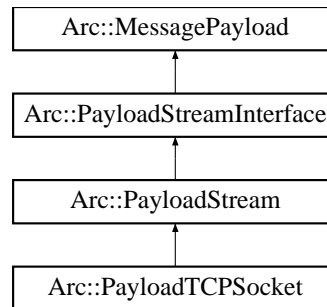 Arc::MessagePayload
Arc::PayloadStreamInterface
Arc::PayloadStream
Arc::PayloadTCPSocket